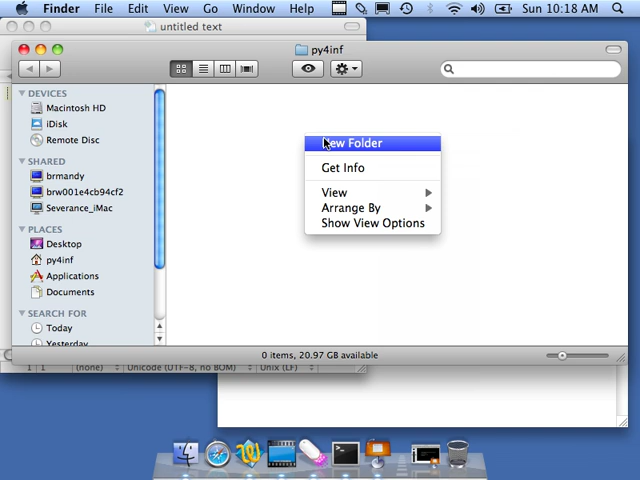 Finder File Edit View Go Window Help Sun 10:18 AM
untitled text
py4inf
DEVICES
Macintosh HD
iDisk
Remote Disc
SHARED
brmandy
brw001e4cb94cf2
Severance_iMac
PLACES
Desktop
py4inf
Applications
Documents
SEARCH FOR
Today
Yesterday
New Folder
Get Info
View
Arrange By
Show View Options
0 items, 20.97 GB available
1 1 (none) Unicode (UTF-8, no BOM) Unix (LF)